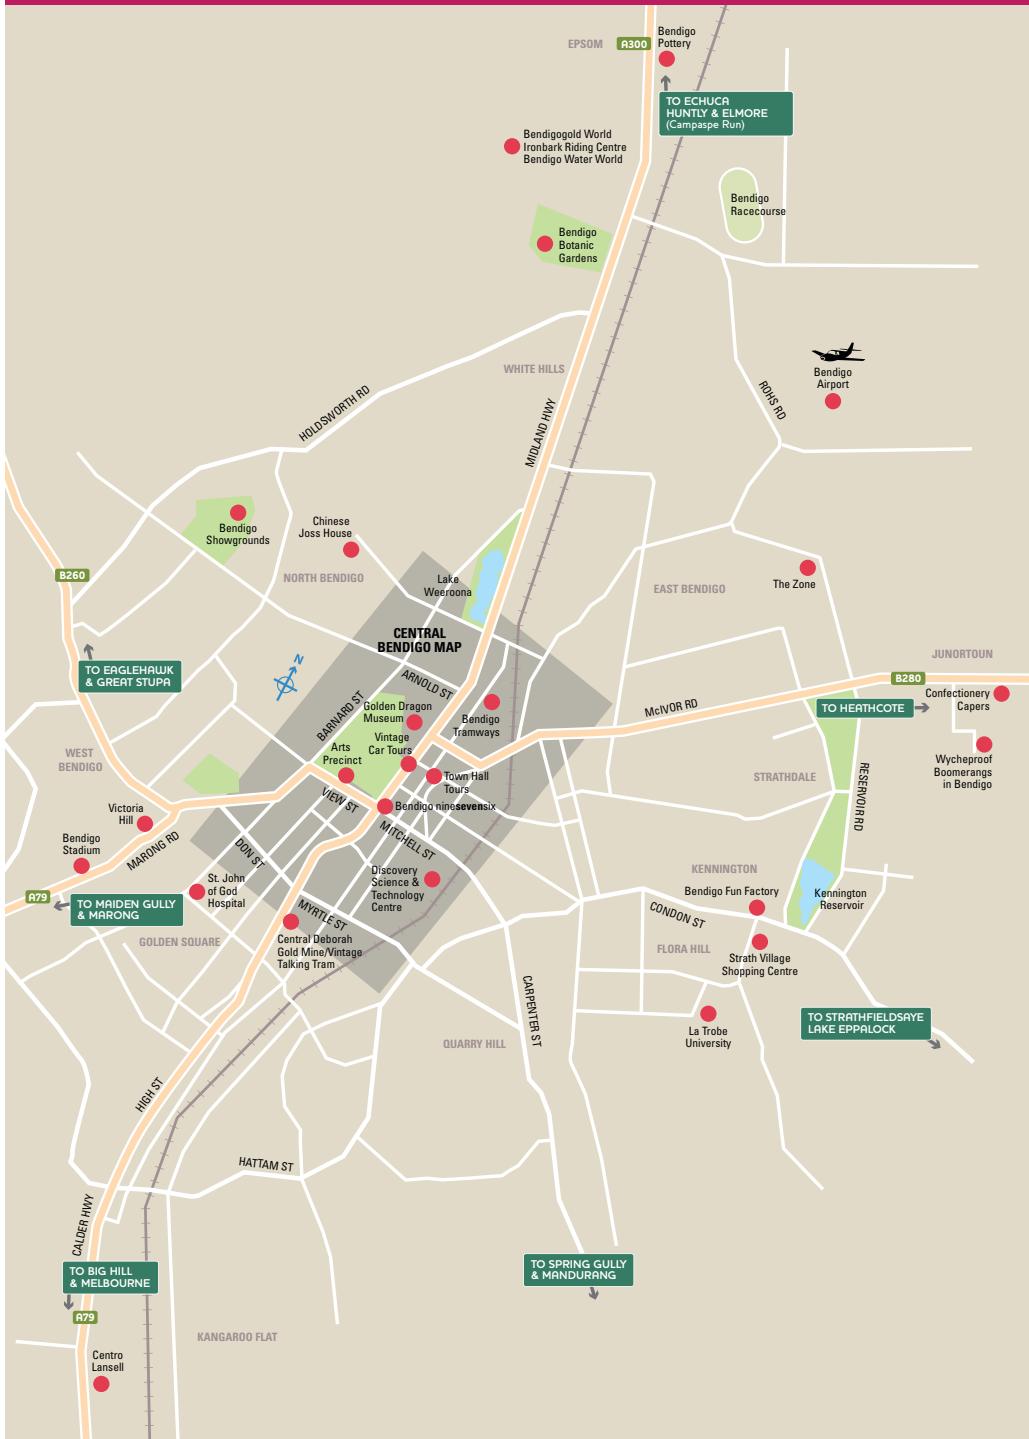 Bendigo
Pottery
EPSOM
A300
TO ECHUCA
HUNTLY & ELMORE
(Campaspe Run)
Bendigogold World
Ironbark Riding Centre
Bendigo Water World
Bendigo
Racecourse
Bendigo
Botanic
Gardens
WHITE HILLS
Bendigo
Airport
HOLDSWORTH RD
ROHS RD
MIDLAND HWY
Bendigo
Showgrounds
Chinese
Joss House
B260
NORTH BENDIGO
Lake
Weeroona
EAST BENDIGO
The Zone
CENTRAL
BENDIGO MAP
N
JUNORTOUN
TO EAGLEHAWK
& GREAT STUPA
ARNOLD ST
B280
BARNARD ST
Golden Dragon
Museum
Bendigo
Tramways
McIVOR RD
TO HEATHCOTE
Confectionery
Capers
WEST
BENDIGO
Arts
Precinct
Vintage
Car Tours
Town Hall
Tours
STRATHDALE
RESERVOIR RD
Wycheproof
Boomerangs
in Bendigo
VIEW ST
Bendigo ninesevensix
Victoria
Hill
MARONG RD
Bendigo
Stadium
DON ST
MITCHELL ST
A79
TO MAIDEN GULLY
& MARONG
St. John
of God
Hospital
Discovery
Science &
Technology
Centre
KENNINGTON
Bendigo Fun Factory
Kennington
Reservoir
MYRTLE ST
CONDON ST
GOLDEN SQUARE
Central Deborah
Gold Mine/Vintage
Talking Tram
FLORA HILL
Strath Village
Shopping Centre
CARPENTER ST
La Trobe
University
TO STRATHFIELDSAYE
LAKE EPPALOCK
QUARRY HILL
HIGH ST
HATTAM ST
CALDER HWY
TO BIG HILL
& MELBOURNE
TO SPRING GULLY
& MANDURANG
A79
KANGAROO FLAT
Centro
Lansell